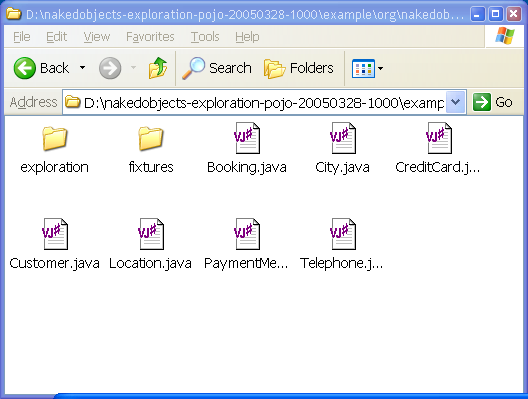 D:\nakedobjects-exploration-pojo-20050328-1000\example\org\nakedob...
File Edit View Favorites Tools Help
Back Search Folders
Address D:\nakedobjects-exploration-pojo-20050328-1000\examp Go
exploration fixtures Booking.java City.java CreditCard.j...
Customer.java Location.java PaymentMe... Telephone.j...